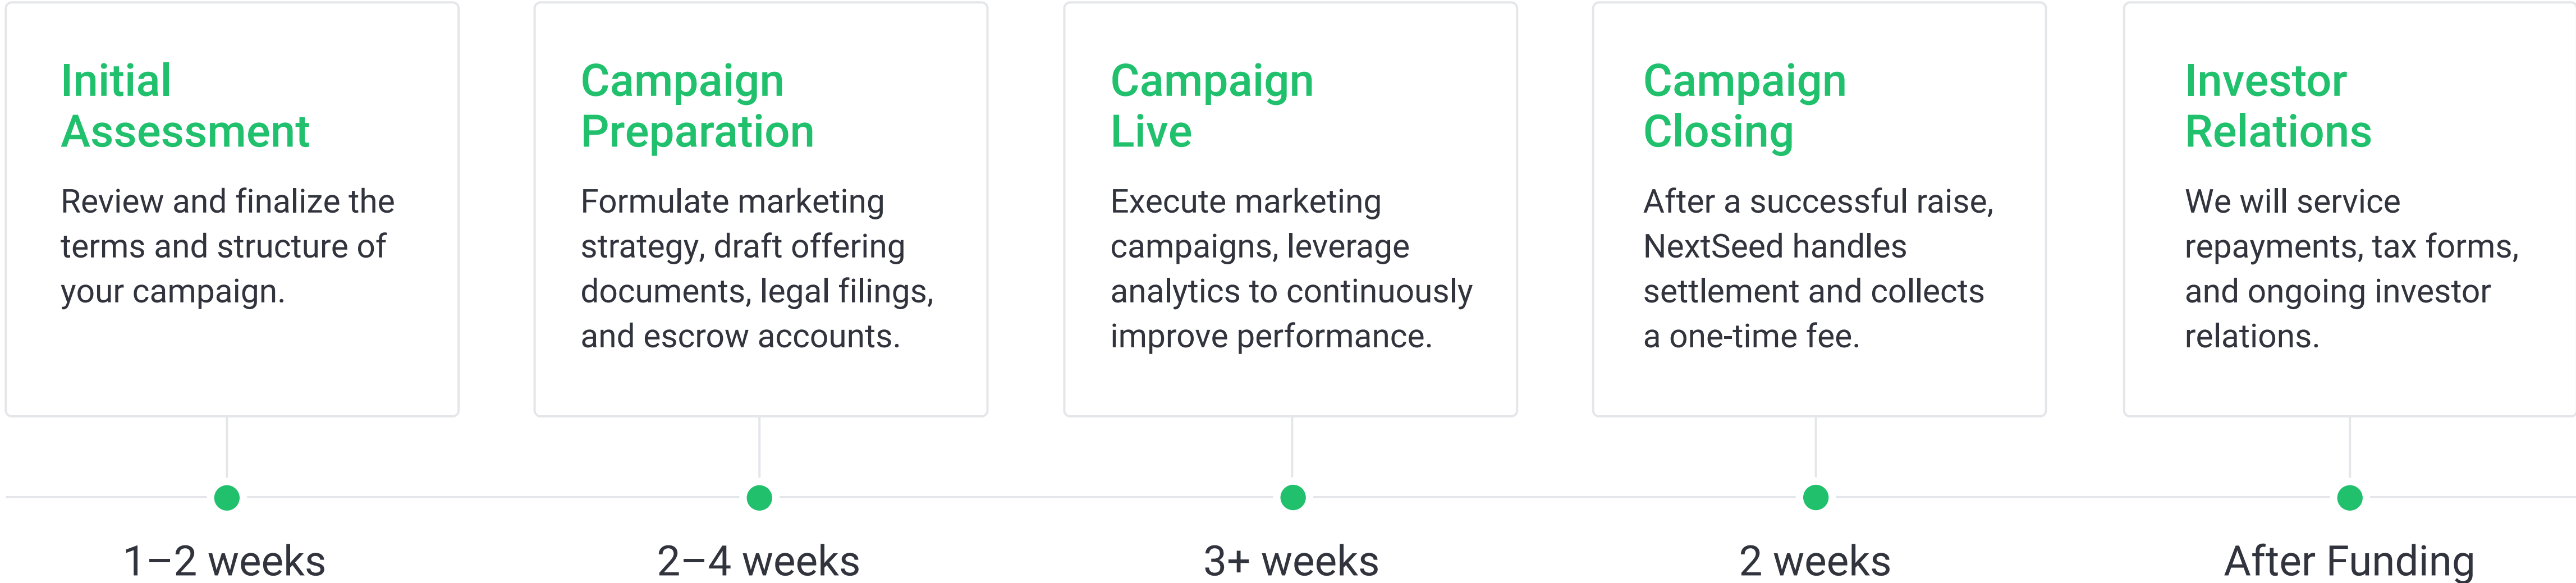 Initial
Assessment
Review and finalize the
terms and structure of
your campaign.
1–2 weeks
Campaign
Preparation
Formulate marketing
strategy, draft offering
documents, legal filings,
and escrow accounts.
2–4 weeks
Campaign
Live
Execute marketing
campaigns, leverage
analytics to continuously
improve performance.
3+ weeks
Campaign
Closing
After a successful raise,
NextSeed handles
settlement and collects
a one-time fee.
2 weeks
Investor
Relations
We will service
repayments, tax forms,
and ongoing investor
relations.
After Funding